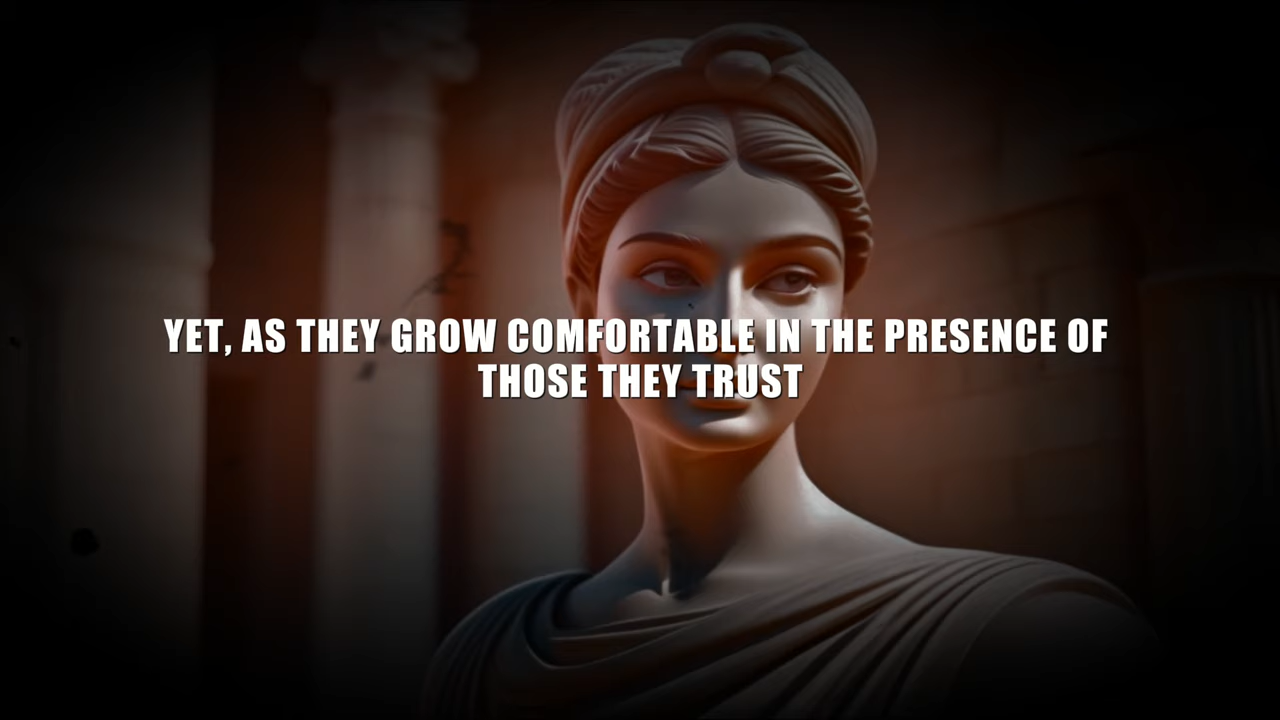 YET, AS THEY GROW COMFORTABLE IN THE PRESENCE OF
THOSE THEY TRUST